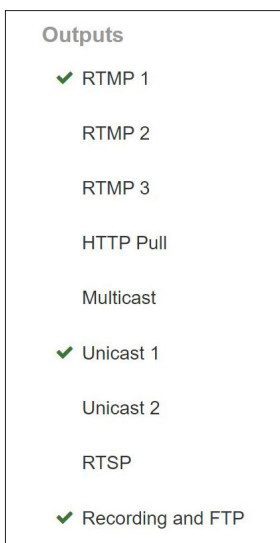 Outputs
RTMP 1
RTMP 2
RTMP 3
HTTP Pull
Multicast
Unicast 1
Unicast 2
RTSP
Recording and FTP